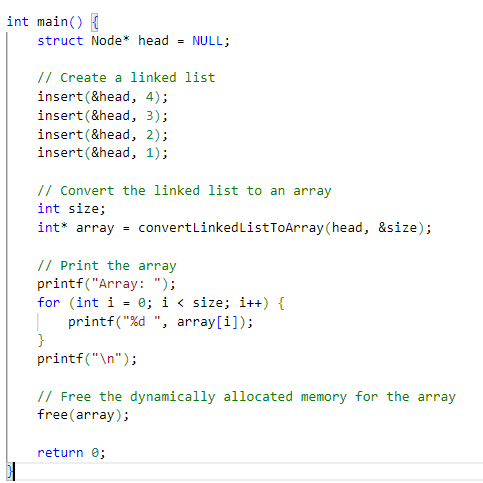 int main() {
    struct Node* head = NULL;

    // Create a linked list
    insert(&head, 4);
    insert(&head, 3);
    insert(&head, 2);
    insert(&head, 1);

    // Convert the linked list to an array
    int size;
    int* array = convertLinkedListToArray(head, &size);

    // Print the array
    printf("Array: ");
    for (int i = 0; i < size; i++) {
        printf("%d ", array[i]);
    }
    printf("\n");

    // Free the dynamically allocated memory for the array
    free(array);

    return 0;
}